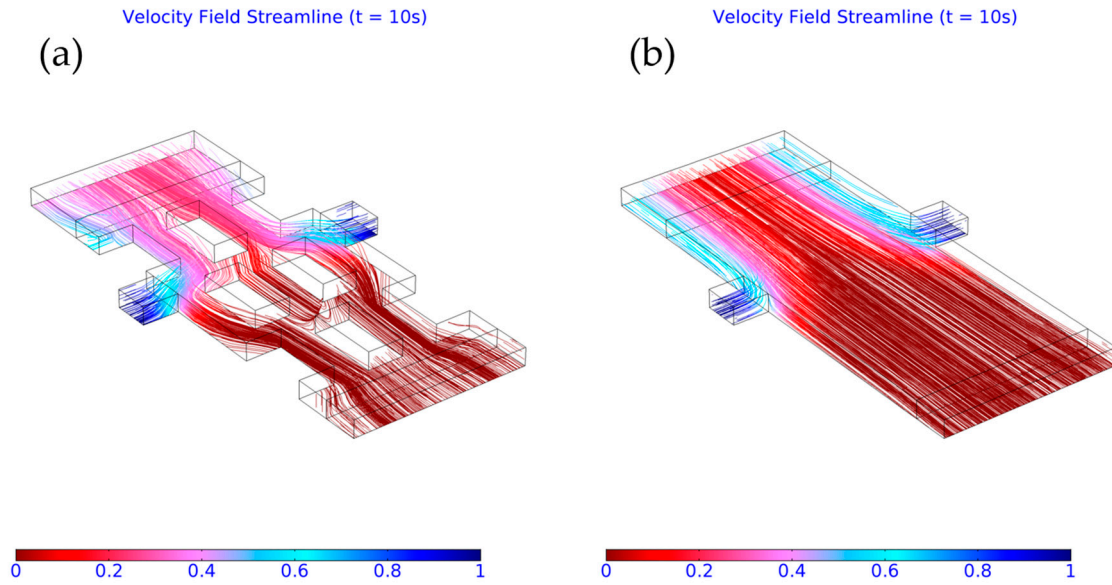 Velocity Field Streamline (t = 10s)
(a)
0 0.2 0.4 0.6 0.8 1
Velocity Field Streamline (t = 10s)
(b)
0 0.2 0.4 0.6 0.8 1